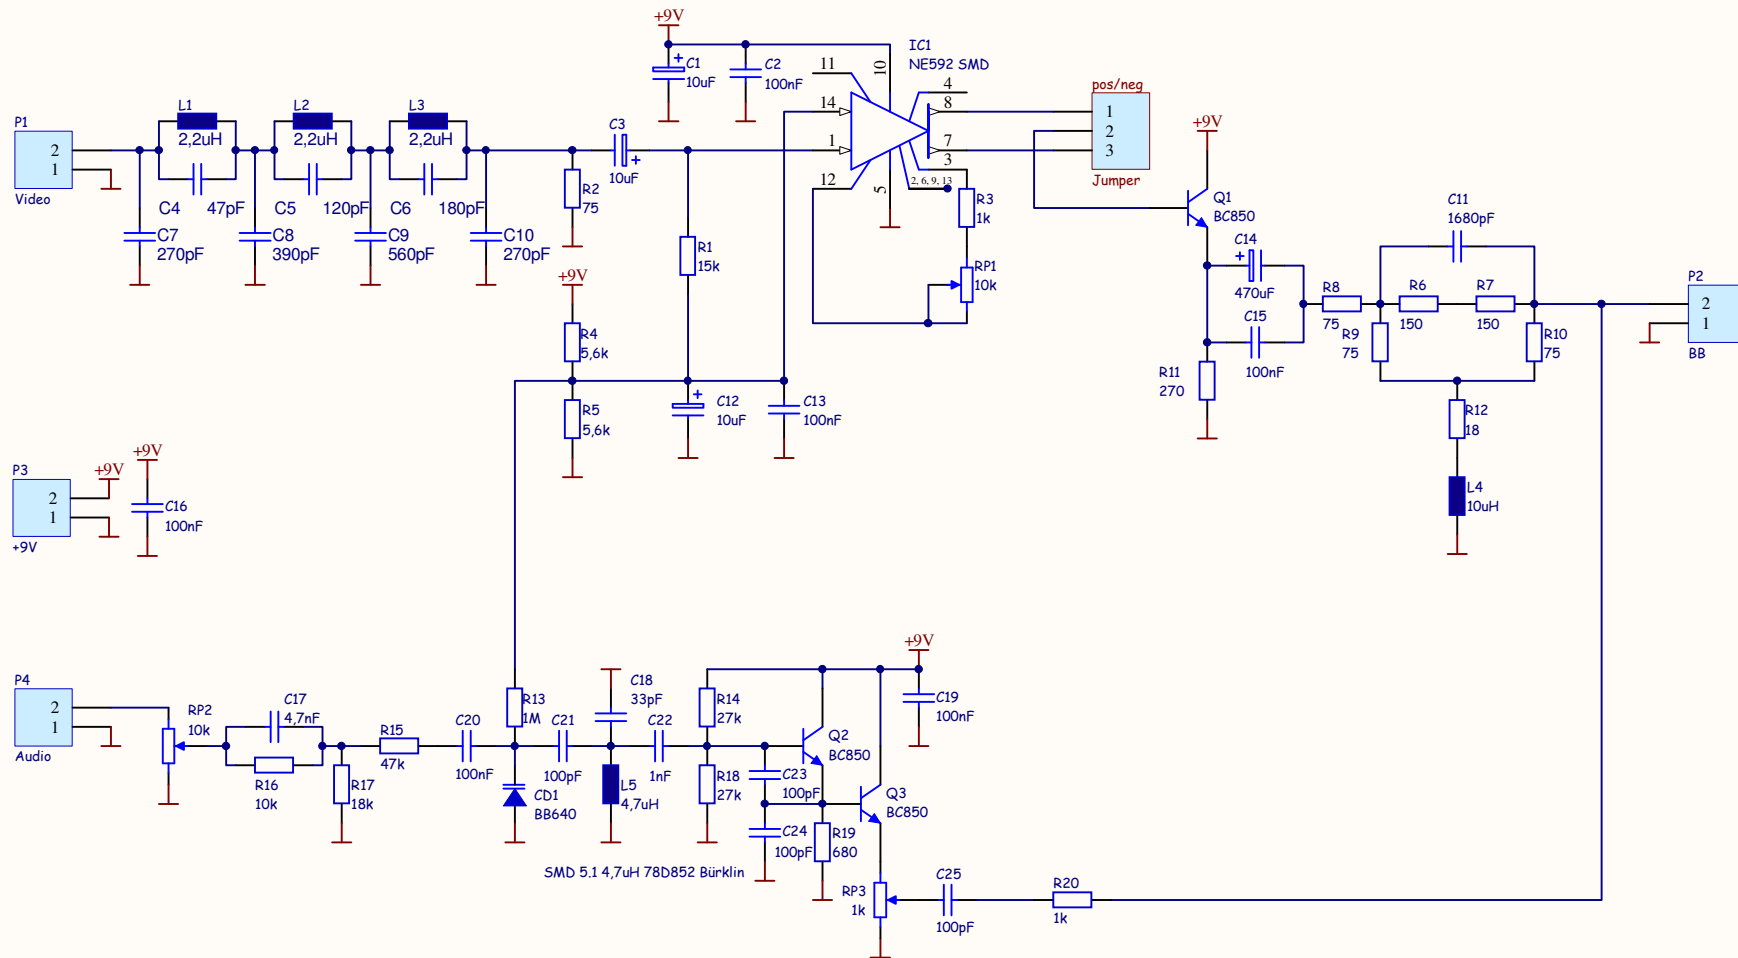 +9V
IC1
NE592 SMD
C1
10uF
C2
100nF
11
10
14
1
12
5
4
8
7
3
2, 6, 9, 13
pos/neg
1
2
3
Jumper
P1
2
1
Video
L1
2,2uH
L2
2,2uH
L3
2,2uH
C4
47pF
C5
120pF
C6
180pF
C7
270pF
C8
390pF
C9
560pF
C10
270pF
C3
10uF
R2
75
R1
15k
R3
1k
RP1
10k
+9V
Q1
BC850
C14
470uF
C15
100nF
R11
270
C11
1680pF
R8
75
R6
150
R7
150
R9
75
R10
75
R12
18
L4
10uH
P2
2
1
BB
+9V
R4
5,6k
R5
5,6k
C12
10uF
C13
100nF
P3
2
1
+9V
+9V
+9V
C16
100nF
P4
2
1
Audio
RP2
10k
C17
4,7nF
R16
10k
R17
18k
R15
47k
C20
100nF
R13
1M
CD1
BB640
C21
100pF
C18
33pF
L5
4,7uH
C22
1nF
R14
27k
R18
27k
C23
100pF
C24
100pF
Q2
BC850
Q3
BC850
R19
680
+9V
C19
100nF
SMD 5.1 4,7uH 78D852 Bürklin
RP3
1k
C25
100pF
R20
1k